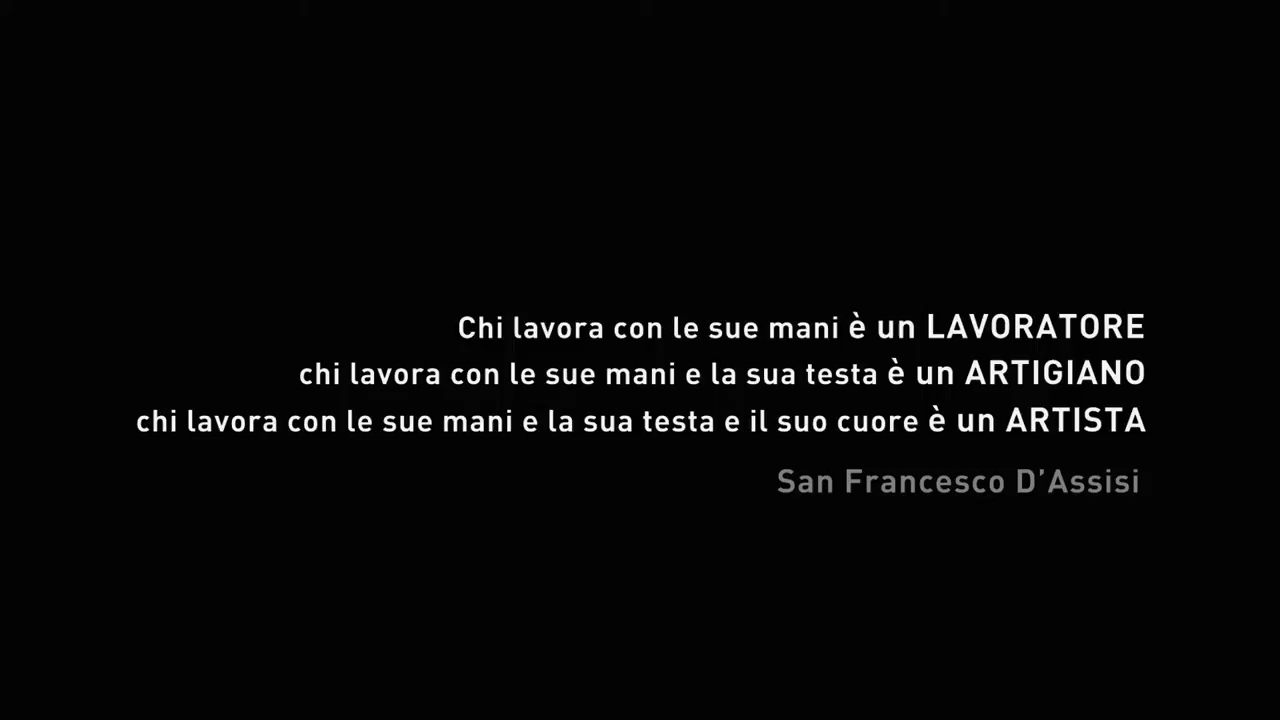 Chi lavora con le sue mani è un LAVORATORE
chi lavora con le sue mani e la sua testa è un ARTIGIANO
chi lavora con le sue mani e la sua testa e il suo cuore è un ARTISTA
San Francesco D'Assisi